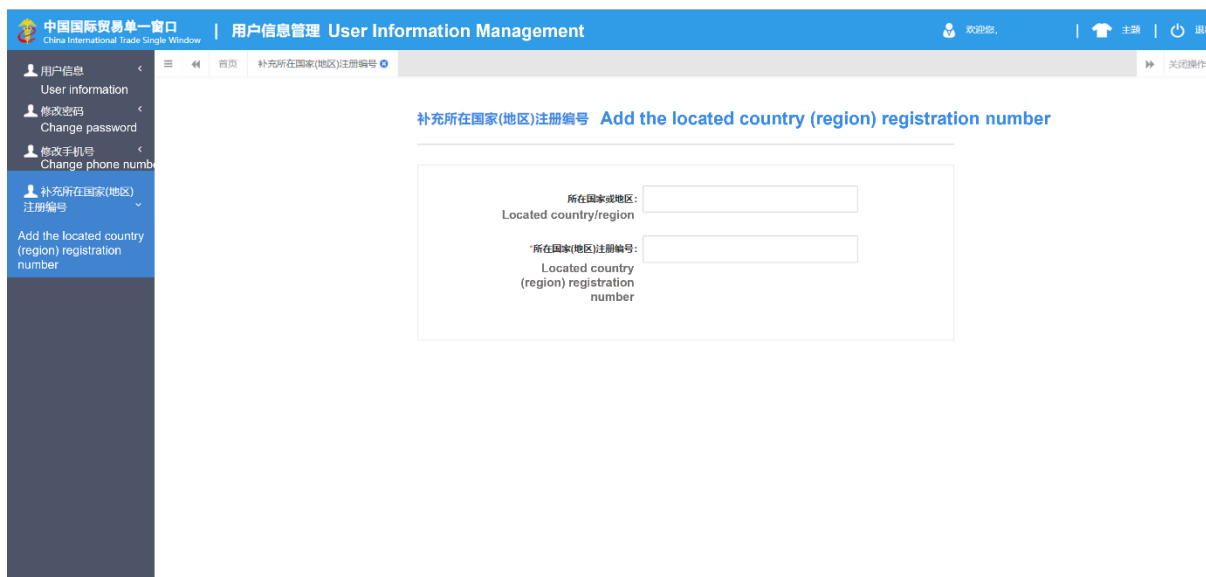 中国国际贸易单一窗口
China International Trade Single Window
| 用户信息管理 User Information Management
欢迎您,
| 主题 |
用户信息
User information
修改密码
Change password
修改手机号
Change phone numbe
补充所在国家(地区)
注册编号
Add the located country
(region) registration
number
首页 补充所在国家(地区)注册编号
关闭操作
补充所在国家(地区)注册编号 Add the located country (region) registration number
所在国家或地区:
Located country/region
*所在国家(地区)注册编号:
Located country
(region) registration
number